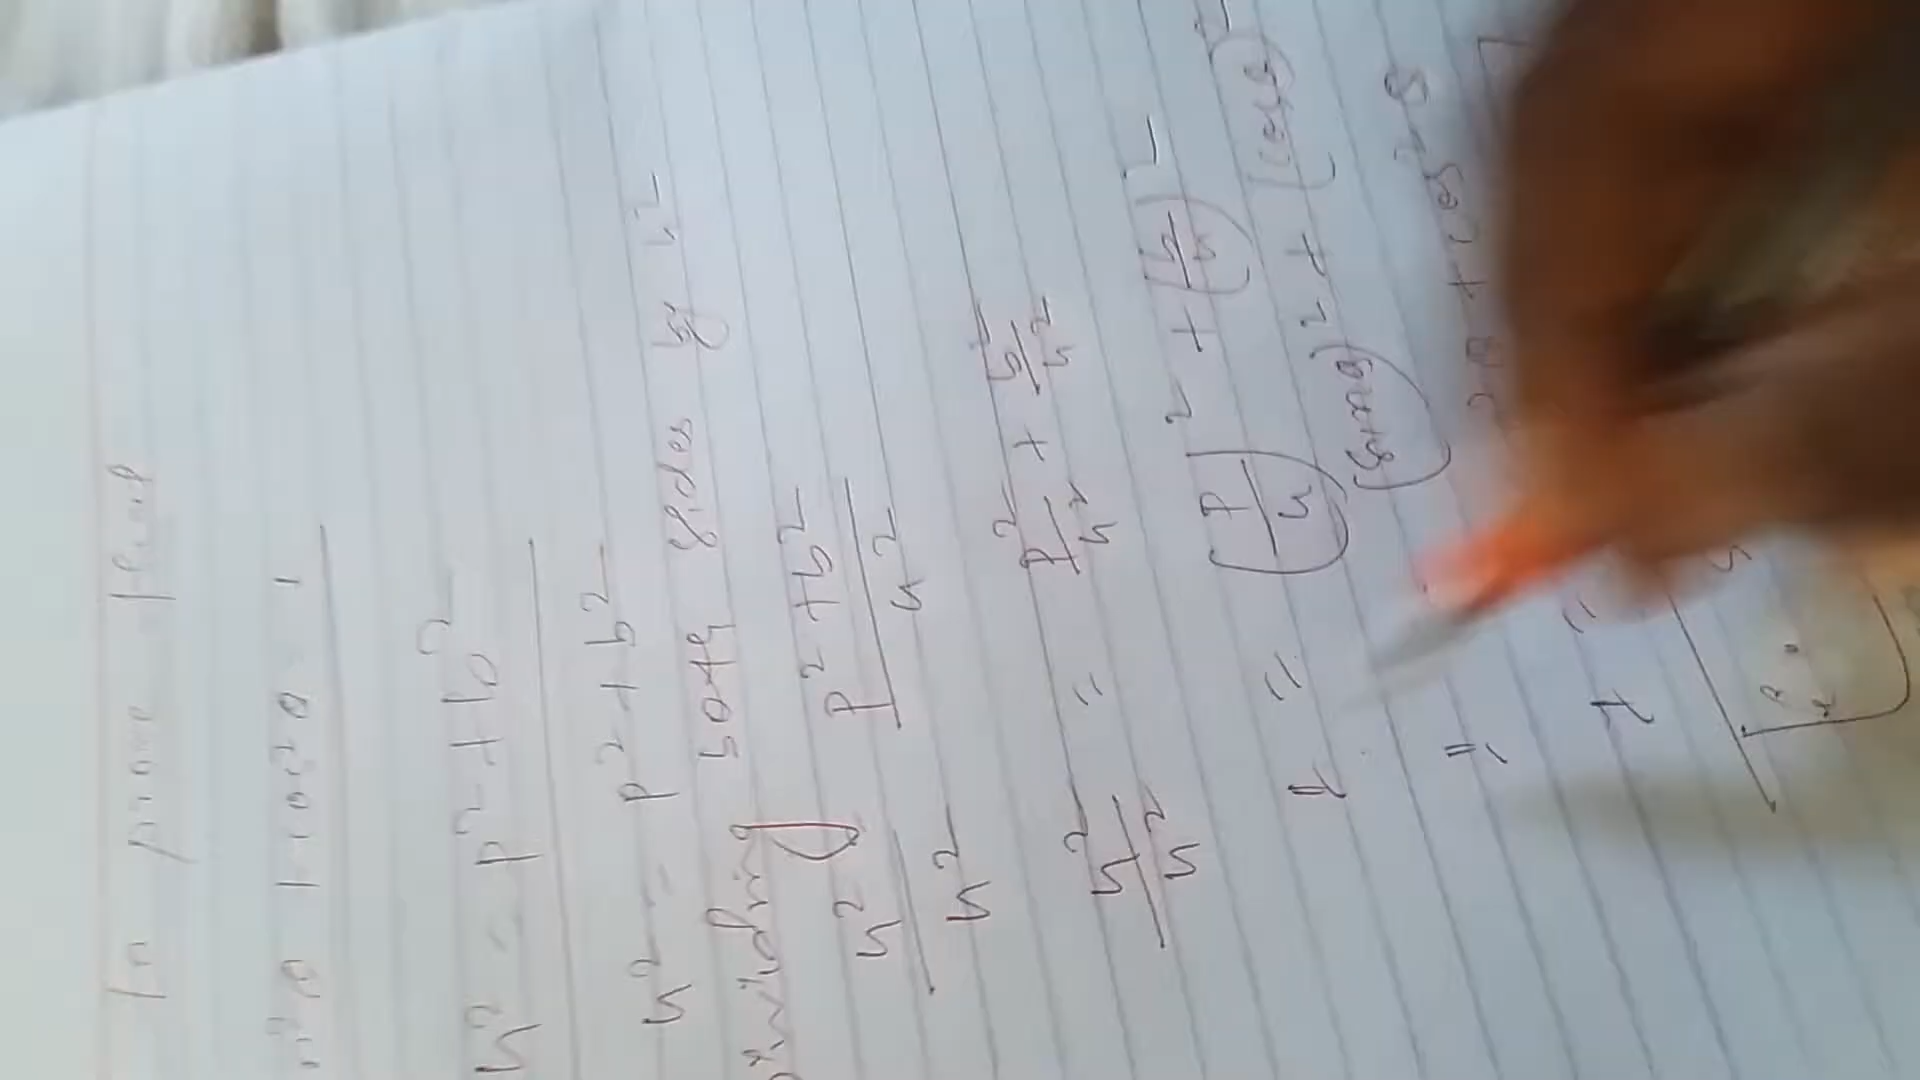 To prove that
sin²θ + cos²θ = 1
h² = p² + b²
h² = p² + b²
Dividing both sides by h²
h²/h² = (p² + b²)/h²
h²/h² = p²/h² + b²/h²
1 = (p/h)² + (b/h)²
= (sinθ)² + (cosθ)²
1 =